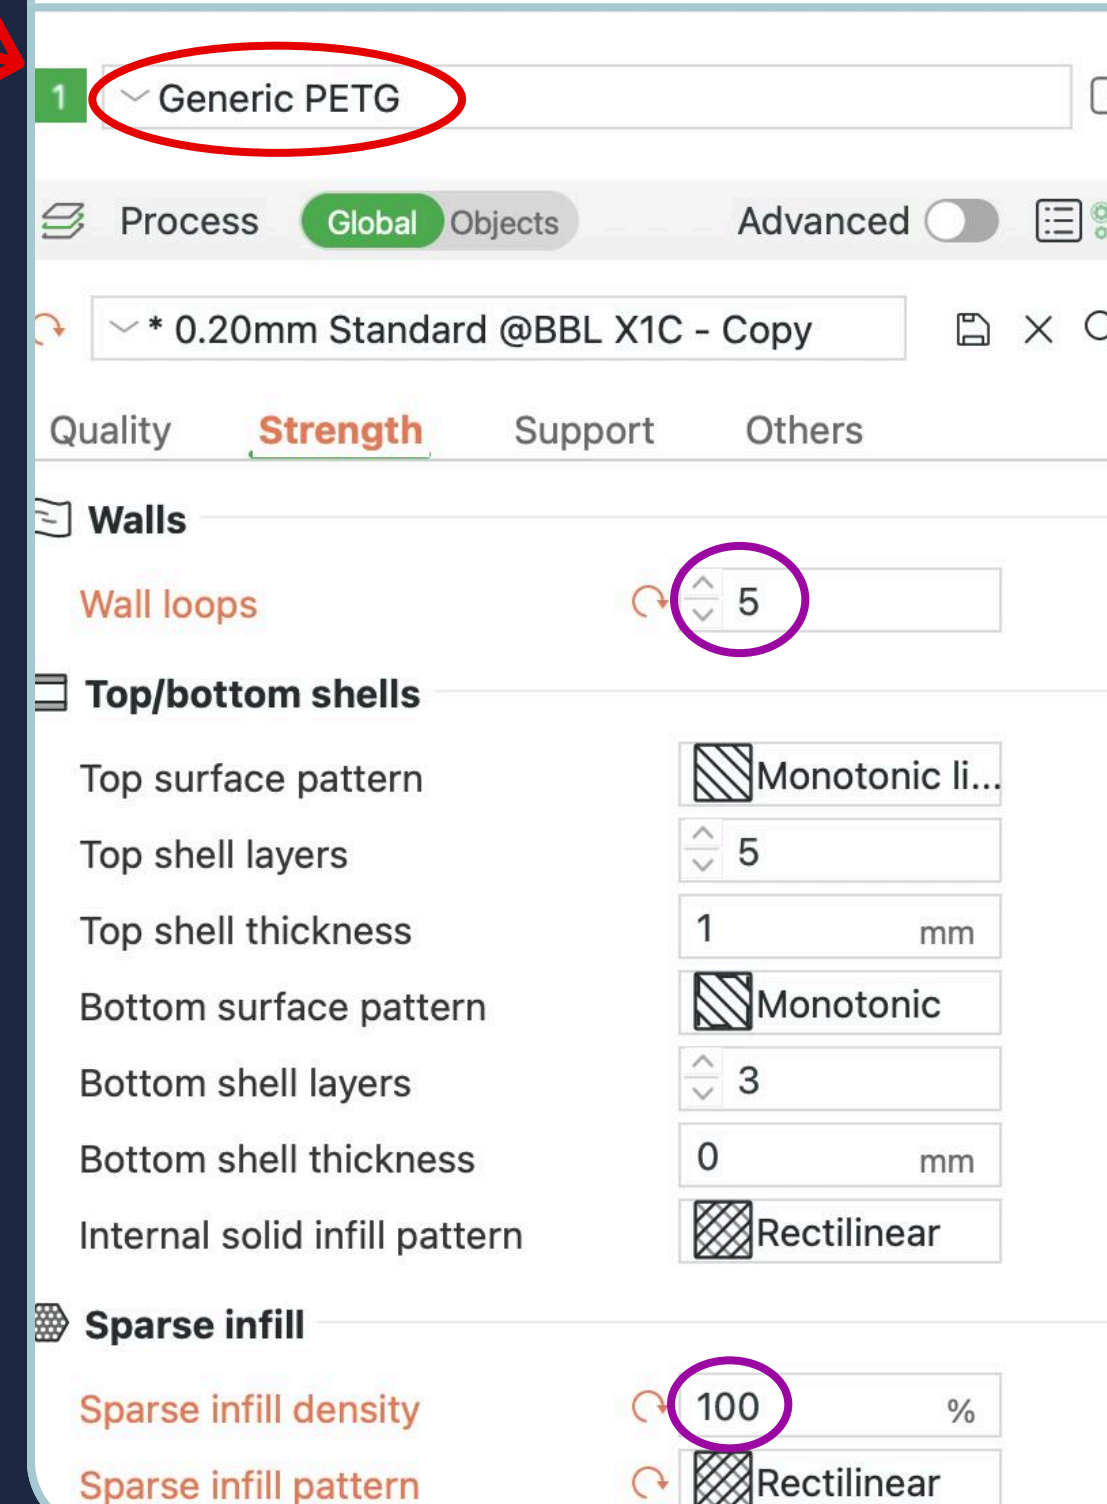 1 Generic PETG
Process Global Objects Advanced
* 0.20mm Standard @BBL X1C - Copy
Quality Strength Support Others
Walls
Wall loops 5
Top/bottom shells
Top surface pattern Monotonic li...
Top shell layers 5
Top shell thickness 1 mm
Bottom surface pattern Monotonic
Bottom shell layers 3
Bottom shell thickness 0 mm
Internal solid infill pattern Rectilinear
Sparse infill
Sparse infill density 100 %
Sparse infill pattern Rectilinear